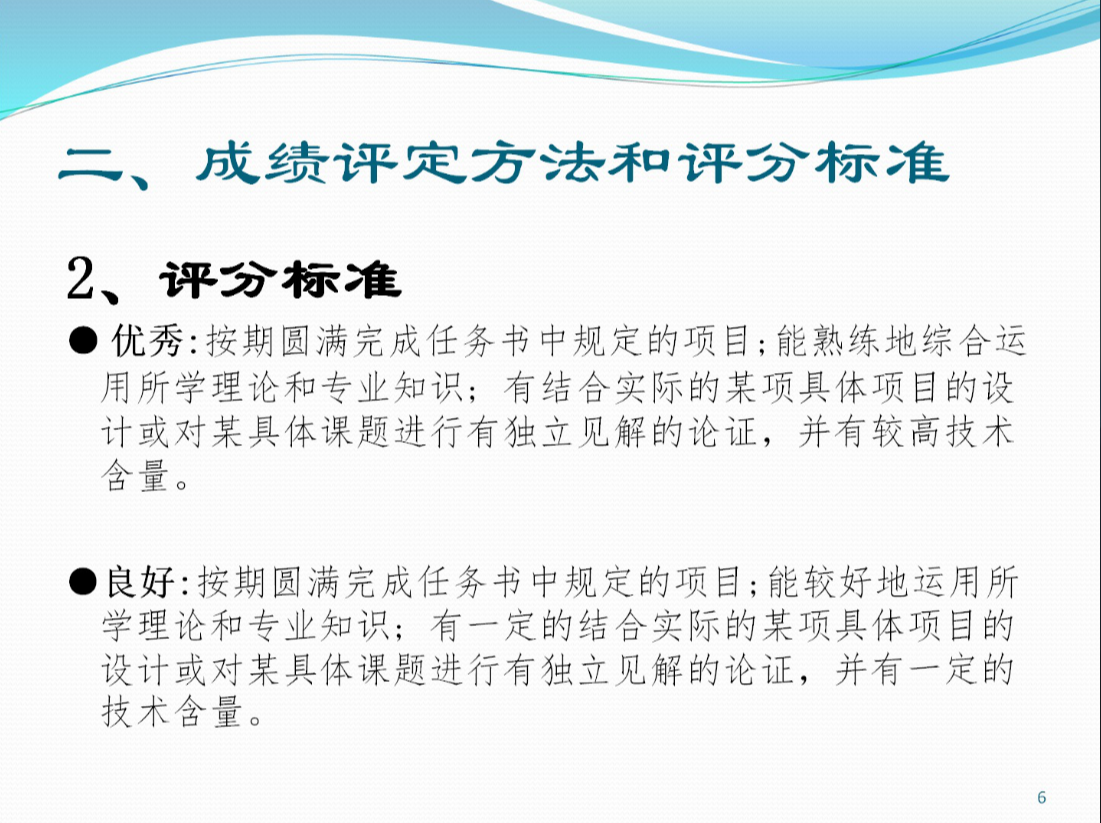 二、成绩评定方法和评分标准
2、评分标准
● 优秀:按期圆满完成任务书中规定的项目;能熟练地综合运
用所学理论和专业知识；有结合实际的某项具体项目的设
计或对某具体课题进行有独立见解的论证，并有较高技术
含量。
●良好:按期圆满完成任务书中规定的项目;能较好地运用所
学理论和专业知识；有一定的结合实际的某项具体项目的
设计或对某具体课题进行有独立见解的论证，并有一定的
技术含量。
6